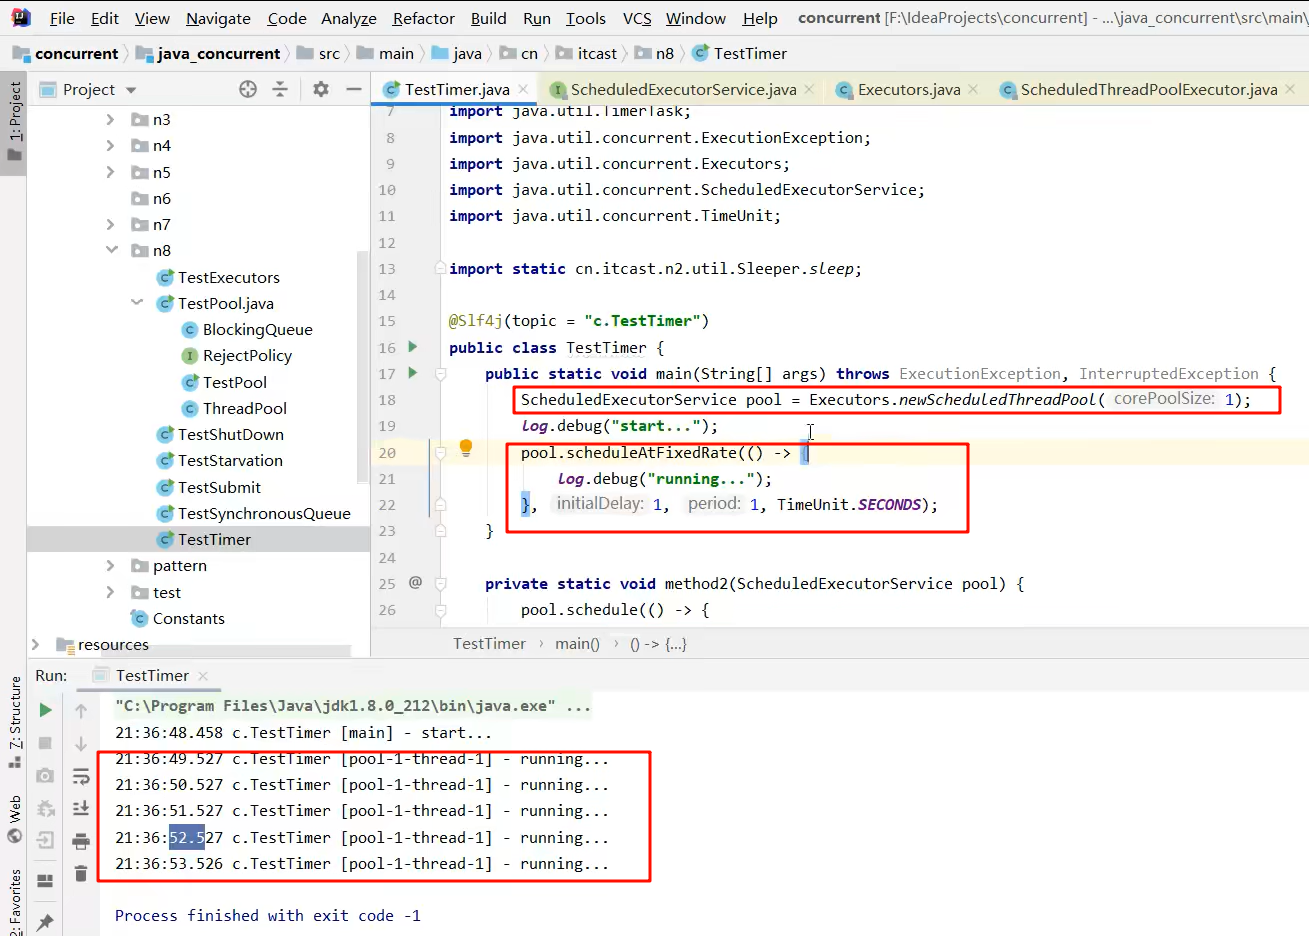 File Edit View Navigate Code Analyze Refactor Build Run Tools VCS Window Help concurrent [F:\IdeaProjects\concurrent] - ...\java_concurrent\src\main\
concurrent java_concurrent src main java cn itcast n8 TestTimer
1: Project
Project
TestTimer.java ScheduledExecutorService.java Executors.java ScheduledThreadPoolExecutor.java
n3
n4
n5
n6
n7
n8
TestExecutors
TestPool.java
BlockingQueue
RejectPolicy
TestPool
ThreadPool
TestShutDown
TestStarvation
TestSubmit
TestSynchronousQueue
TestTimer
pattern
test
Constants
resources
7 import java.util.TimerTask;
8 import java.util.concurrent.ExecutionException;
9 import java.util.concurrent.Executors;
10 import java.util.concurrent.ScheduledExecutorService;
11 import java.util.concurrent.TimeUnit;
12
13 import static cn.itcast.n2.util.Sleeper.sleep;
14
15 @Slf4j(topic = "c.TestTimer")
16 public class TestTimer {
17 public static void main(String[] args) throws ExecutionException, InterruptedException {
18 ScheduledExecutorService pool = Executors.newScheduledThreadPool( corePoolSize: 1);
19 log.debug("start...");
20 pool.scheduleAtFixedRate(() -> {
21 log.debug("running...");
22 }, initialDelay: 1, period: 1, TimeUnit.SECONDS);
23 }
24
25 @ private static void method2(ScheduledExecutorService pool) {
26 pool.schedule(() -> {
TestTimer main() () -> {...}
Run: TestTimer
7: Structure
Web
2: Favorites
"C:\Program Files\Java\jdk1.8.0_212\bin\java.exe" ...
21:36:48.458 c.TestTimer [main] - start...
21:36:49.527 c.TestTimer [pool-1-thread-1] - running...
21:36:50.527 c.TestTimer [pool-1-thread-1] - running...
21:36:51.527 c.TestTimer [pool-1-thread-1] - running...
21:36:52.527 c.TestTimer [pool-1-thread-1] - running...
21:36:53.526 c.TestTimer [pool-1-thread-1] - running...
Process finished with exit code -1